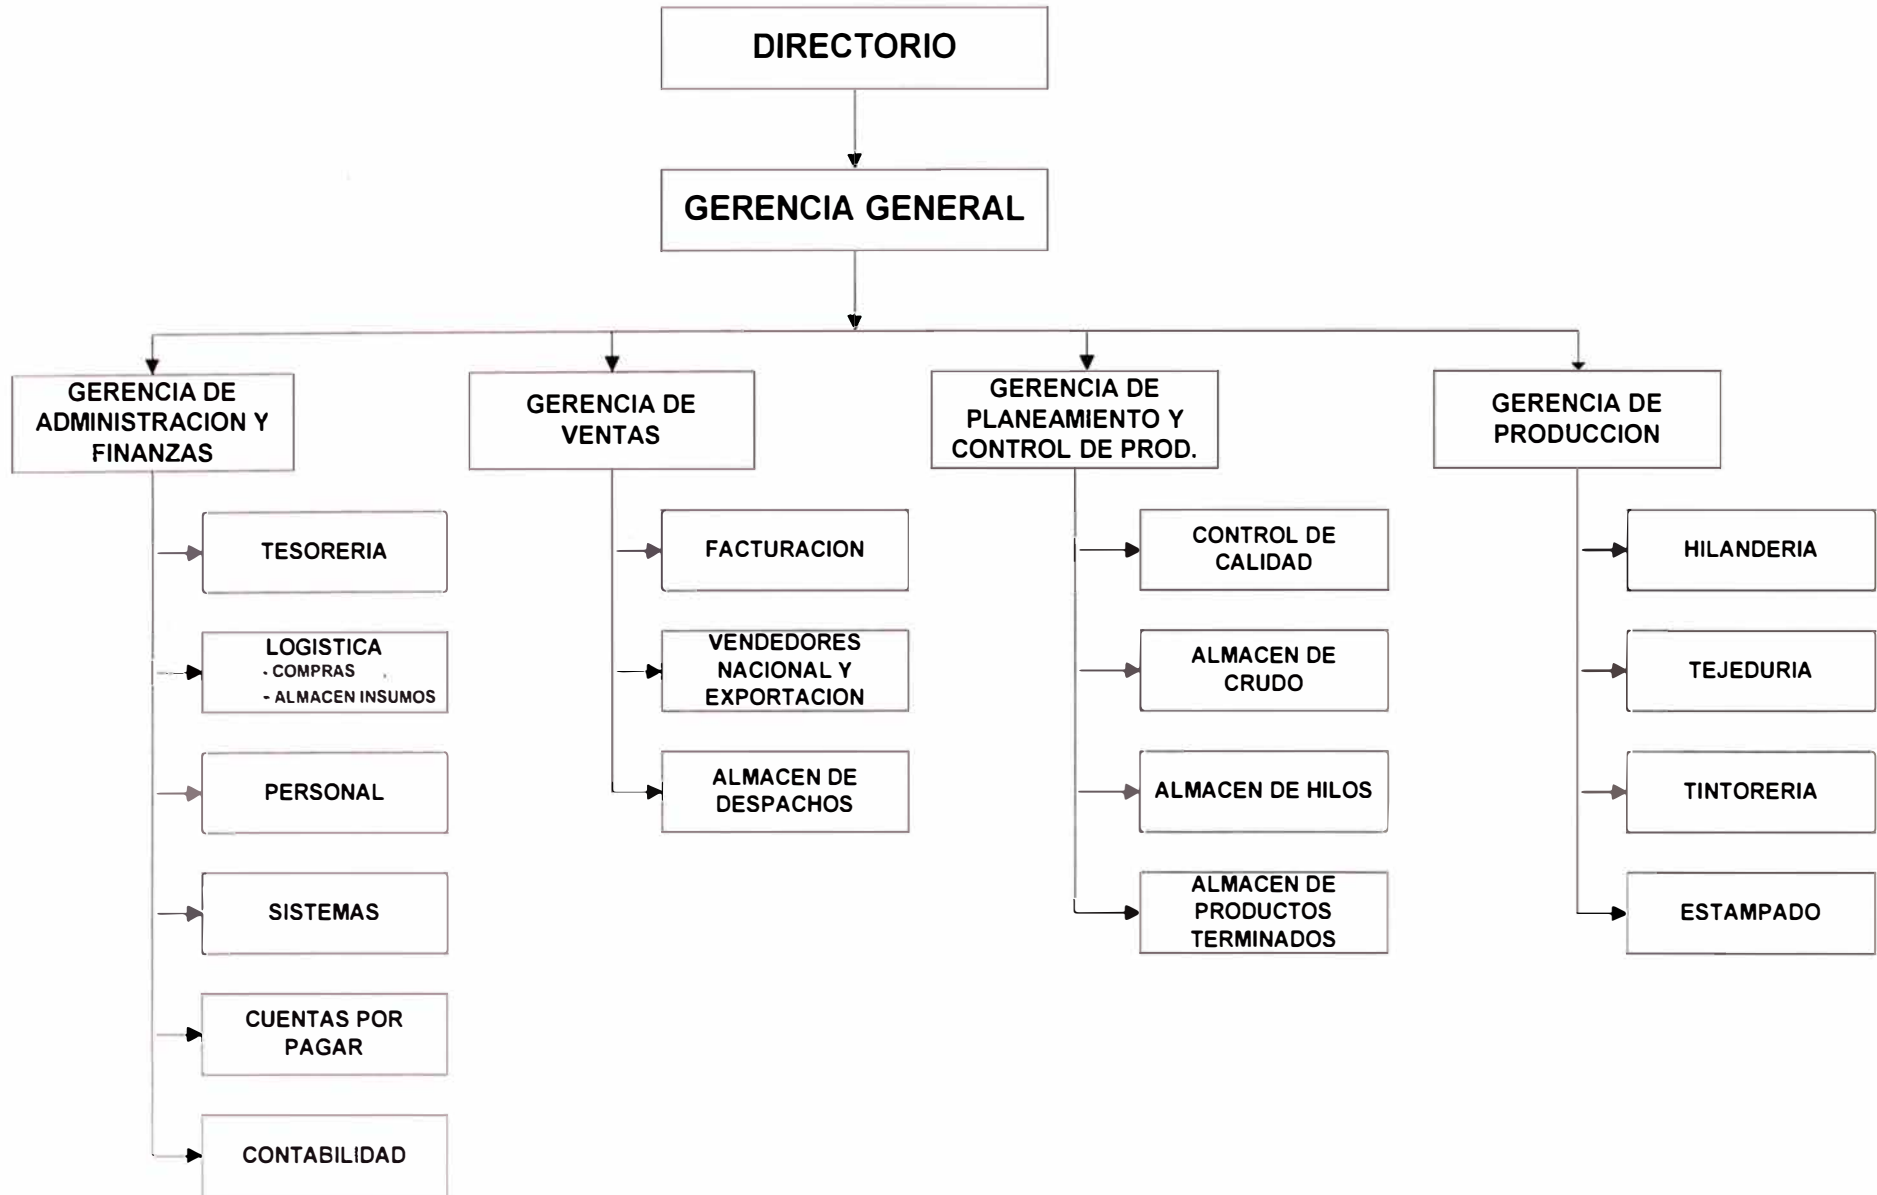 DIRECTORIO
GERENCIA GENERAL
GERENCIA DE
ADMINISTRACION Y
FINANZAS
GERENCIA DE
VENTAS
GERENCIA DE
PLANEAMIENTO Y
CONTROL DE PROD.
GERENCIA DE
PRODUCCION
TESORERIA
LOGISTICA
- COMPRAS
- ALMACEN INSUMOS
PERSONAL
SISTEMAS
CUENTAS POR
PAGAR
CONTABILIDAD
FACTURACION
VENDEDORES
NACIONAL Y
EXPORTACION
ALMACEN DE
DESPACHOS
CONTROL DE
CALIDAD
ALMACEN DE
CRUDO
ALMACEN DE HILOS
ALMACEN DE
PRODUCTOS
TERMINADOS
HILANDERIA
TEJEDURIA
TINTORERIA
ESTAMPADO